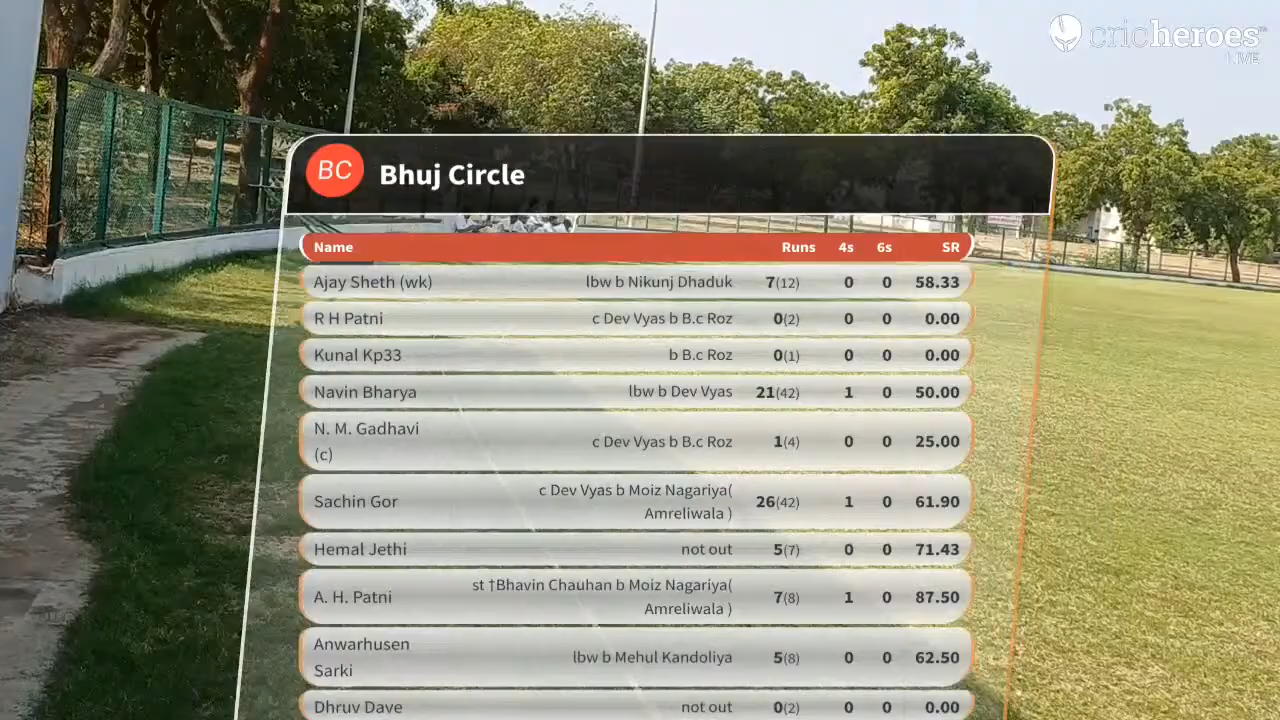 cricheroes
LIVE
BC
Bhuj Circle
Name Runs 4s 6s SR
Ajay Sheth (wk) lbw b Nikunj Dhaduk 7(12) 0 0 58.33
R H Patni c Dev Vyas b B.c Roz 0(2) 0 0 0.00
Kunal Kp33 b B.c Roz 0(1) 0 0 0.00
Navin Bharya lbw b Dev Vyas 21(42) 1 0 50.00
N. M. Gadhavi
(c) c Dev Vyas b B.c Roz 1(4) 0 0 25.00
Sachin Gor c Dev Vyas b Moiz Nagariya(
Amreliwala ) 26(42) 1 0 61.90
Hemal Jethi not out 5(7) 0 0 71.43
A. H. Patni st †Bhavin Chauhan b Moiz Nagariya(
Amreliwala ) 7(8) 1 0 87.50
Anwarhusen
Sarki lbw b Mehul Kandoliya 5(8) 0 0 62.50
Dhruv Dave not out 0(2) 0 0 0.00